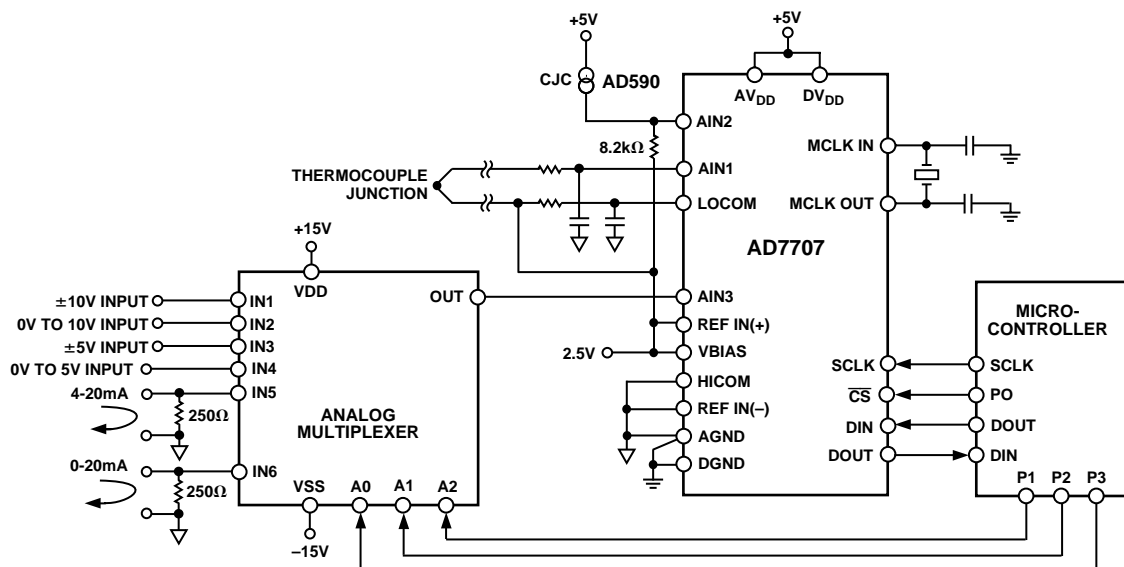 +5V
+5V
CJC
AD590
AVDD
DVDD
AIN2
8.2kΩ
MCLK IN
THERMOCOUPLE
JUNCTION
AIN1
LOCOM
MCLK OUT
AD7707
+15V
VDD
OUT
AIN3
±10V INPUT
IN1
0V TO 10V INPUT
IN2
±5V INPUT
IN3
0V TO 5V INPUT
IN4
4-20mA
IN5
250Ω
ANALOG
MULTIPLEXER
0-20mA
IN6
250Ω
VSS
A0
A1
A2
–15V
REF IN(+)
2.5V
VBIAS
HICOM
REF IN(–)
AGND
DGND
MICRO-
CONTROLLER
SCLK
SCLK
CS
PO
DIN
DOUT
DOUT
DIN
P1
P2
P3